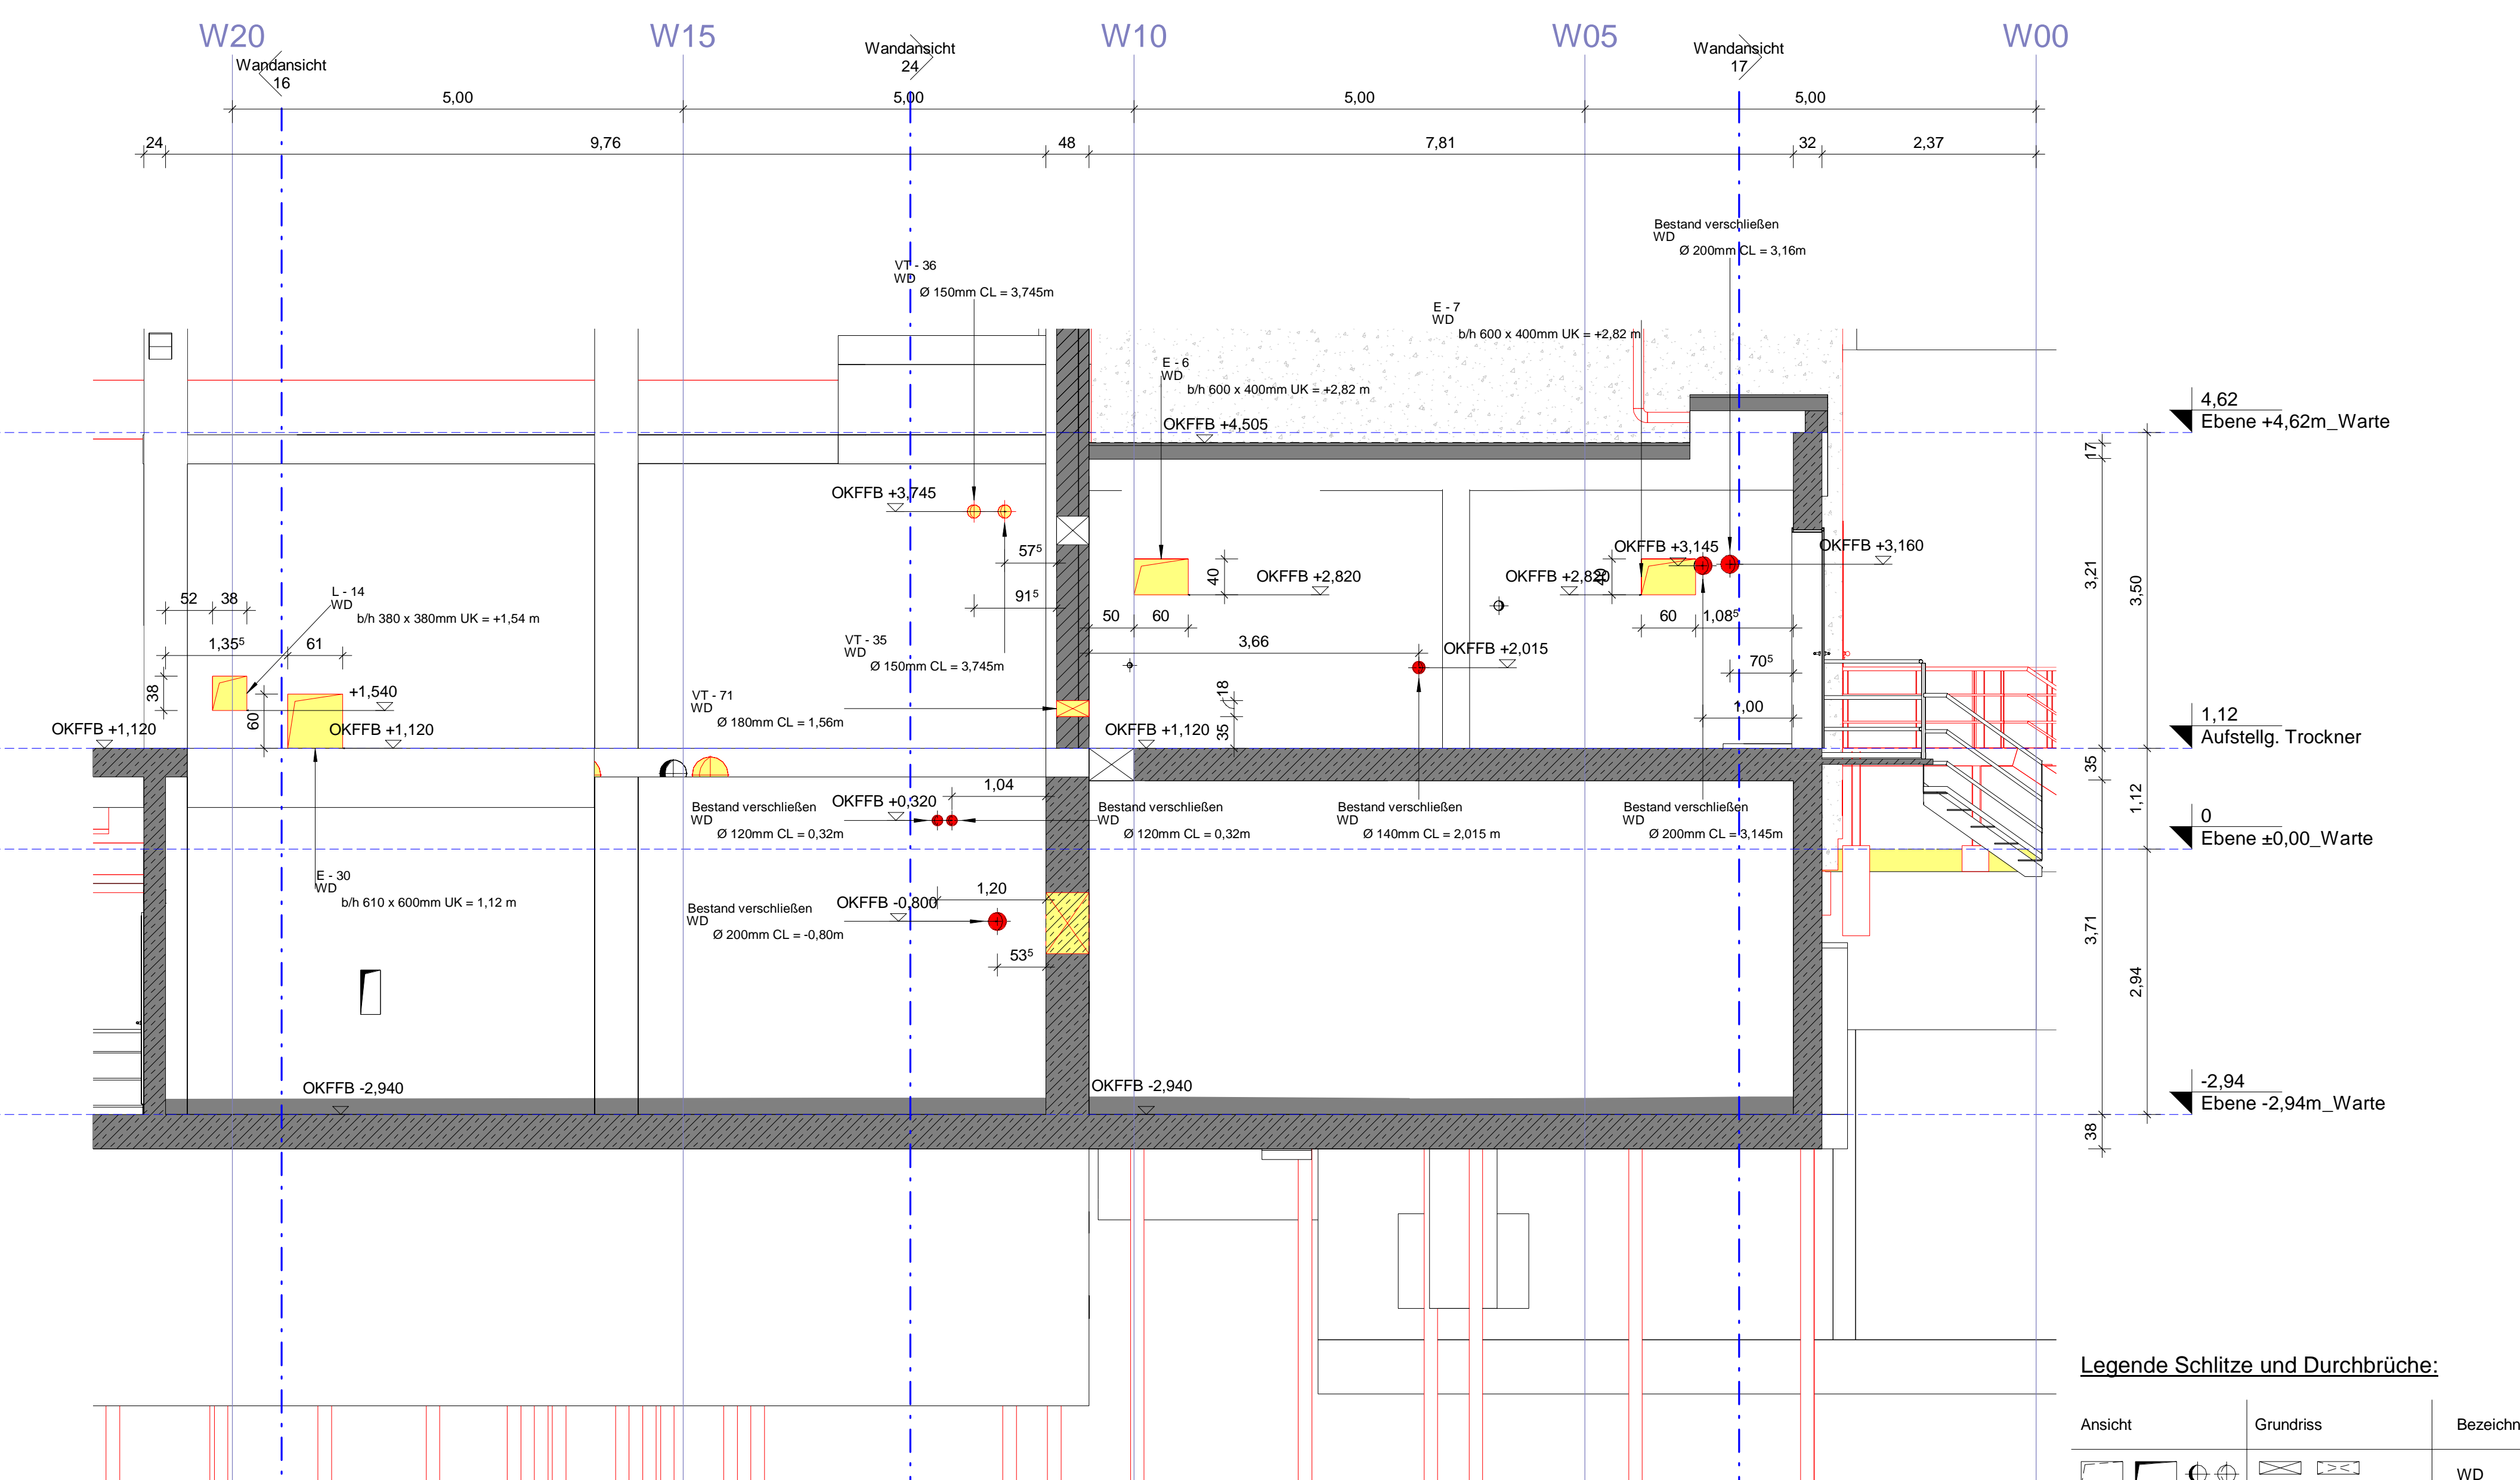 W20
W15
W10
W05
W00
Wandansicht
16
Wandansicht
24
Wandansicht
17
5,00
5,00
5,00
5,00
24
9,76
48
7,81
32
2,37
Bestand verschließen
WD
Ø 200mm CL = 3,16m
VT - 36
WD
Ø 150mm CL = 3,745m
E - 7
WD
b/h 600 x 400mm UK = +2,82 m
E - 6
WD
b/h 600 x 400mm UK = +2,82 m
OKFFB +4,505
4,62
Ebene +4,62m_Warte
17
OKFFB +3,745
57⁵
OKFFB +3,145
OKFFB +3,160
40
OKFFB +2,820
OKFFB +2,820
40
3,21
3,50
L - 14
WD
b/h 380 x 380mm UK = +1,54 m
52
38
91⁵
50
60
60
1,08⁵
1,35⁵
61
VT - 35
WD
Ø 150mm CL = 3,745m
3,66
OKFFB +2,015
70⁵
38
+1,540
60
VT - 71
WD
Ø 180mm CL = 1,56m
18
35
1,00
OKFFB +1,120
OKFFB +1,120
OKFFB +1,120
1,12
Aufstellg. Trockner
35
1,12
1,04
Bestand verschließen
WD
Ø 120mm CL = 0,32m
OKFFB +0,320
Bestand verschließen
WD
Ø 120mm CL = 0,32m
Bestand verschließen
WD
Ø 140mm CL = 2,015 m
Bestand verschließen
WD
Ø 200mm CL = 3,145m
0
Ebene ±0,00_Warte
E - 30
WD
b/h 610 x 600mm UK = 1,12 m
1,20
Bestand verschließen
WD
Ø 200mm CL = -0,80m
OKFFB -0,800
53⁵
3,71
2,94
OKFFB -2,940
OKFFB -2,940
-2,94
Ebene -2,94m_Warte
38
Legende Schlitze und Durchbrüche:
Ansicht
Grundriss
Bezeichn
WD